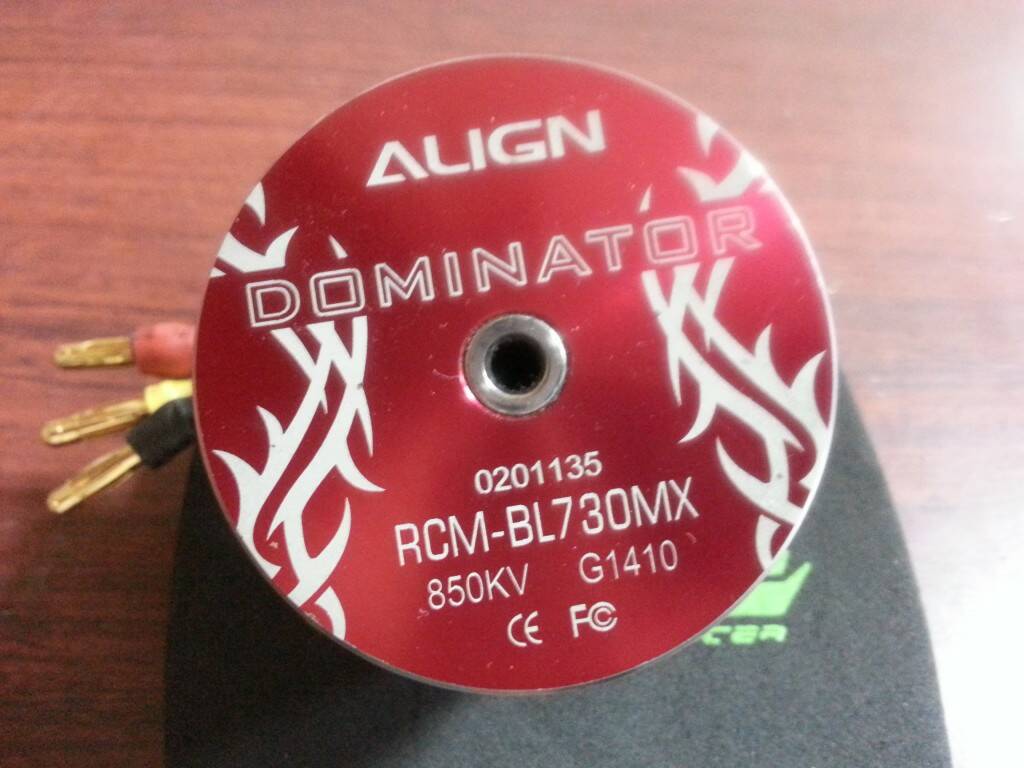 ALIGN
DOMINATOR
0201135
RCM-BL730MX
850KV G1410
CE FC